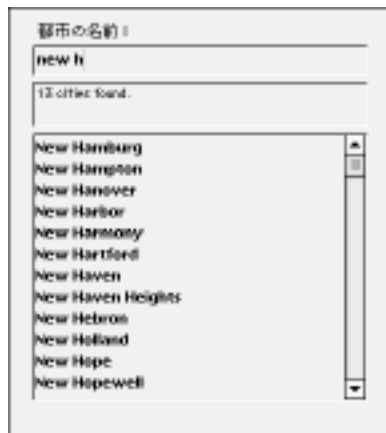 都市の名前:
new h
13 cities found.
New Hamburg
New Hampton
New Hanover
New Harbor
New Harmony
New Hartford
New Haven
New Haven Heights
New Hebron
New Holland
New Hope
New Hopewell